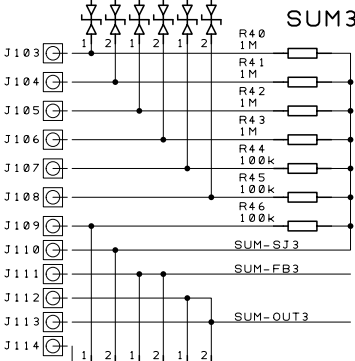 SUM3
1 2 1 2 1 2
R40
J103 1M
R41
J104 1M
R42
J105 1M
R43
J106 1M
R44
J107 100k
R45
J108 100k
R46
J109 100k
J110 SUM-SJ3
J111 SUM-FB3
J112
J113 SUM-OUT3
J114
1 2 1 2 1 2